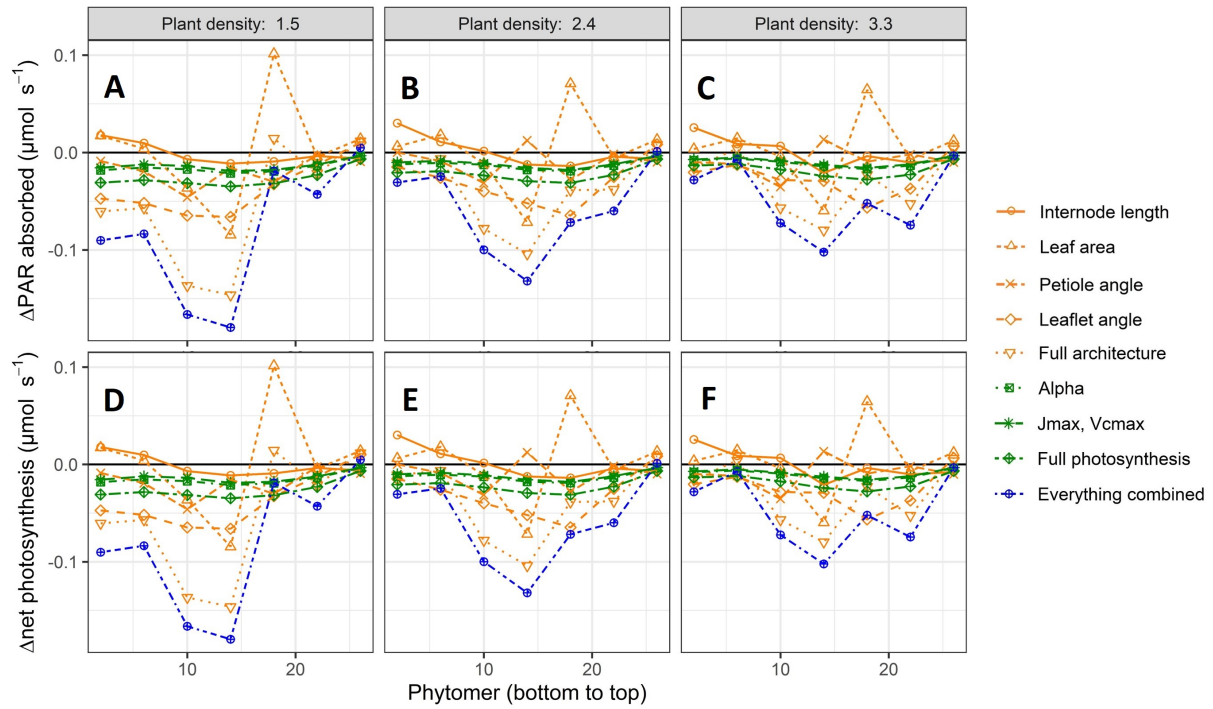 Plant density:  1.5
Plant density:  2.4
Plant density:  3.3
ΔPAR absorbed (μmol s⁻¹)
0.1
0.0
-0.1
A
B
C
Δnet photosynthesis (μmol s⁻¹)
0.1
0.0
-0.1
D
E
F
10
20
10
20
10
20
Phytomer (bottom to top)
Internode length
Leaf area
Petiole angle
Leaflet angle
Full architecture
Alpha
Jmax, Vcmax
Full photosynthesis
Everything combined